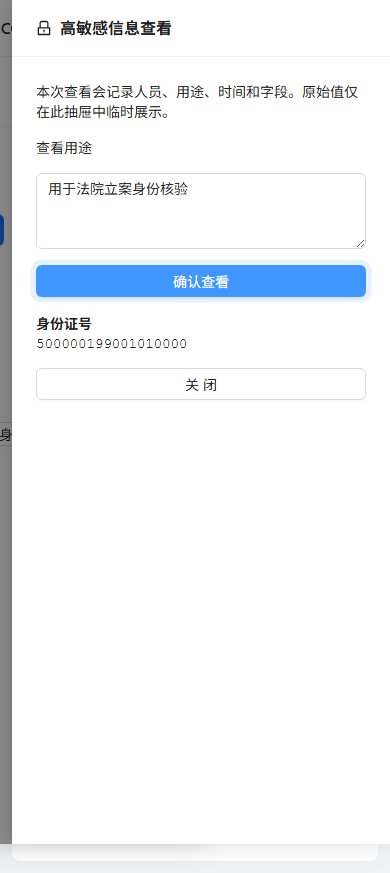 高敏感信息查看
本次查看会记录人员、用途、时间和字段。原始值仅
在此抽屉中临时展示。
查看用途
用于法院立案身份核验
确认查看
身份证号
500000199001010000
关 闭
身